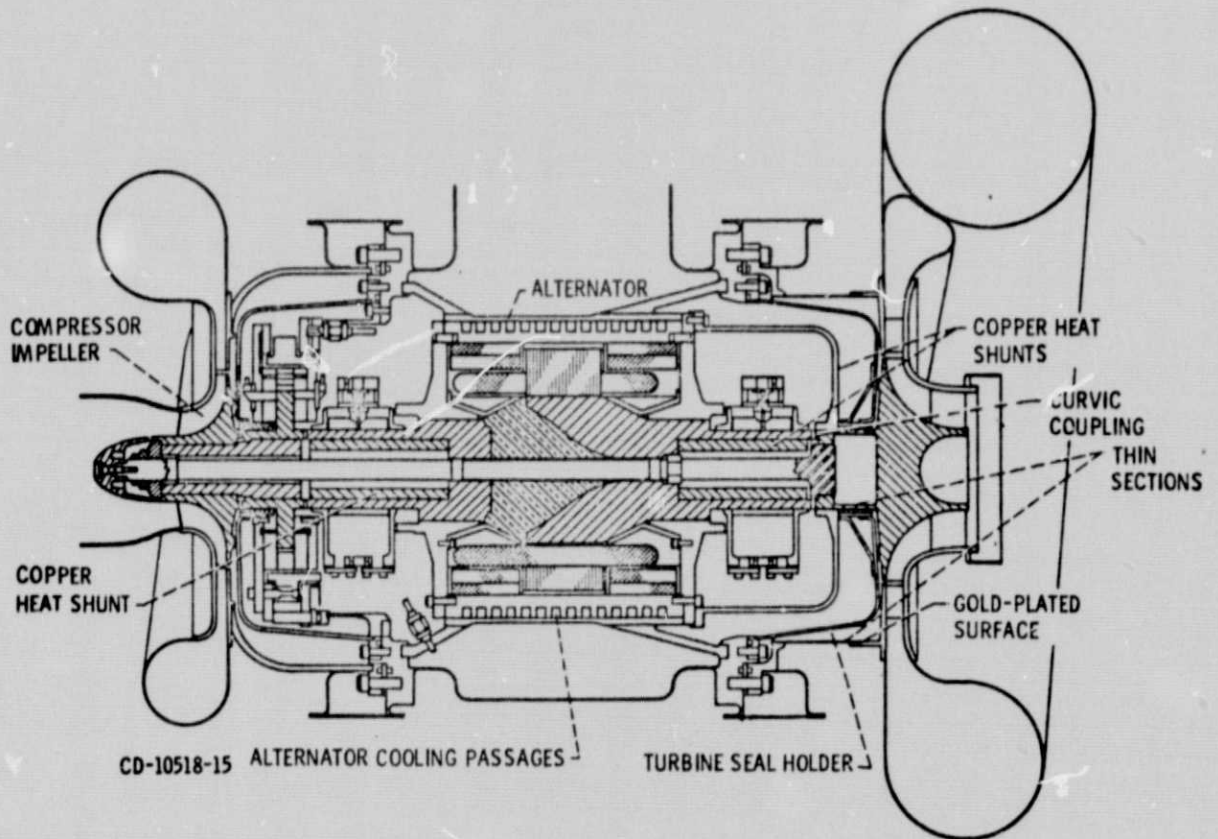 ALTERNATOR
COMPRESSOR
IMPELLER
COPPER HEAT
SHUNTS
CURVIC
COUPLING
THIN
SECTIONS
COPPER
HEAT SHUNT
GOLD-PLATED
SURFACE
CD-10518-15
ALTERNATOR COOLING PASSAGES
TURBINE SEAL HOLDER